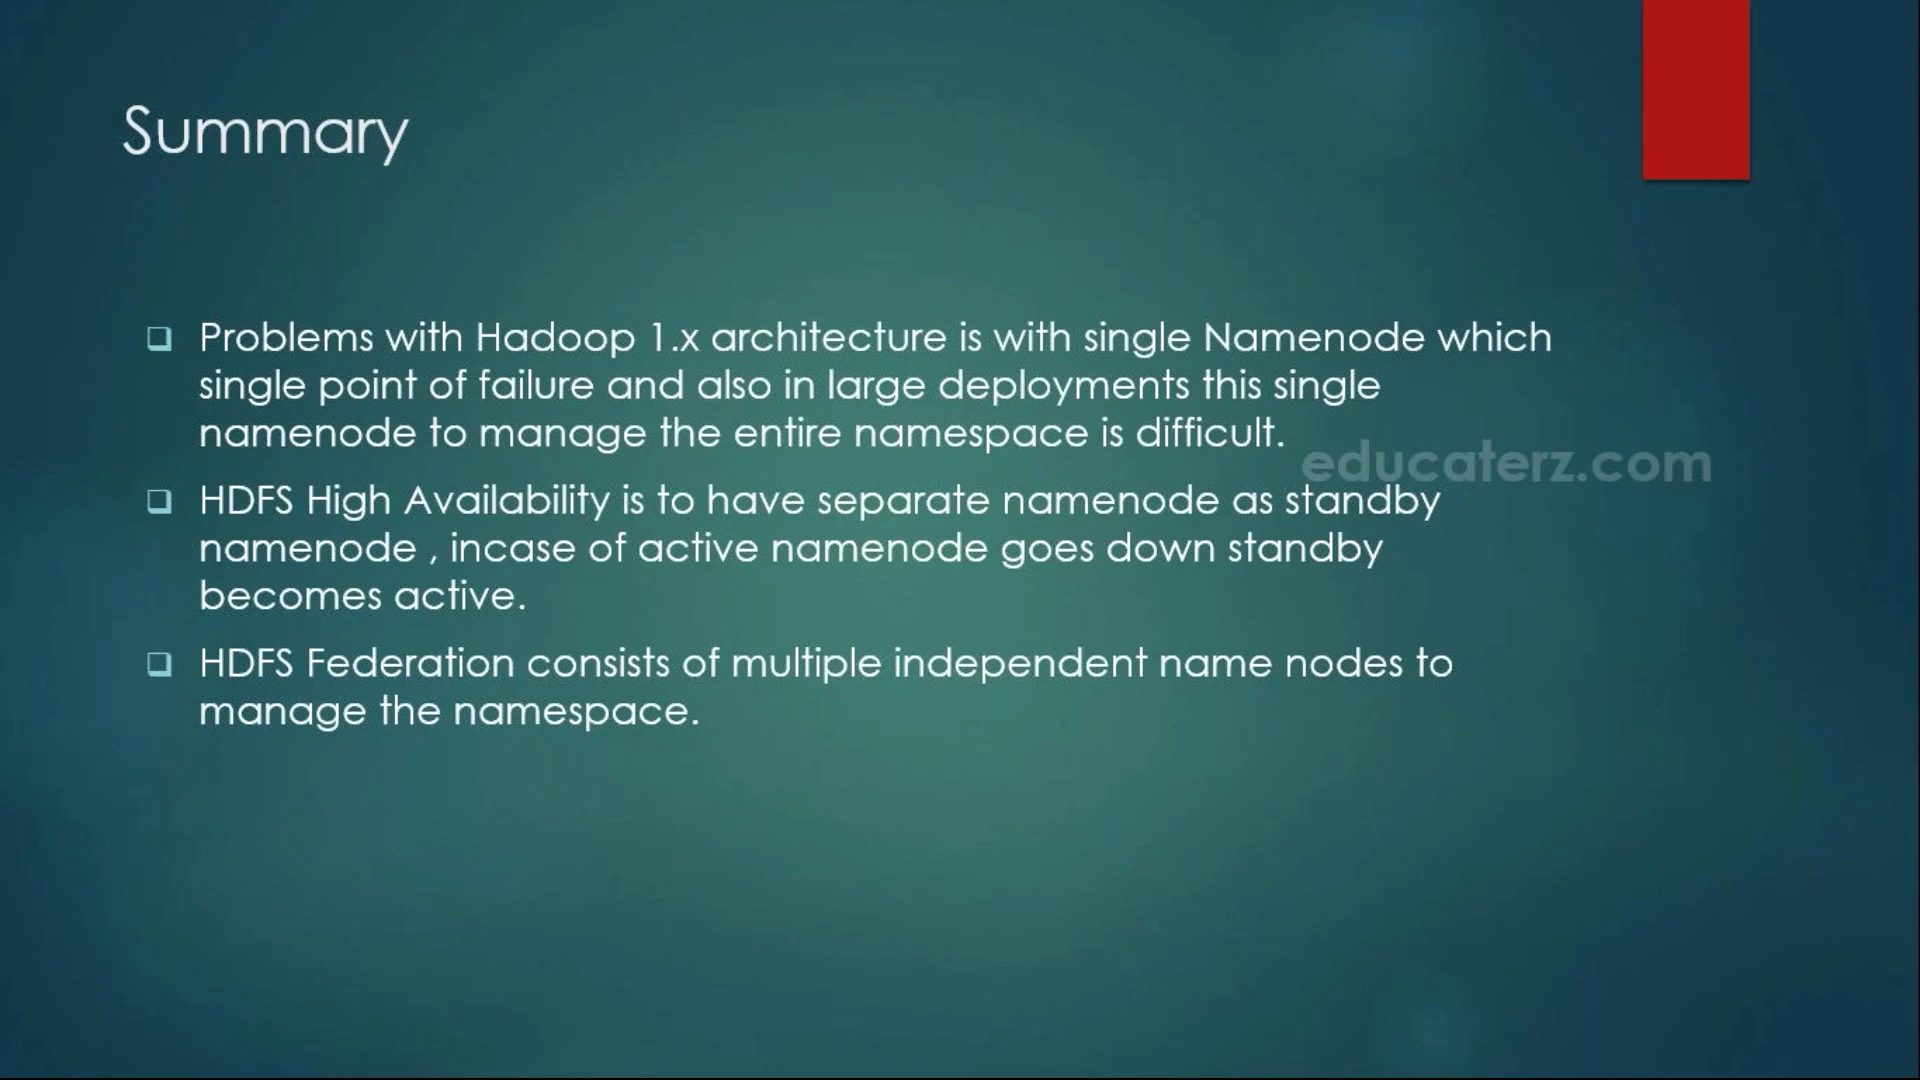 Summary
Problems with Hadoop 1.x architecture is with single Namenode which
single point of failure and also in large deployments this single
namenode to manage the entire namespace is difficult.
educaterz.com
HDFS High Availability is to have separate namenode as standby
namenode , incase of active namenode goes down standby
becomes active.
HDFS Federation consists of multiple independent name nodes to
manage the namespace.